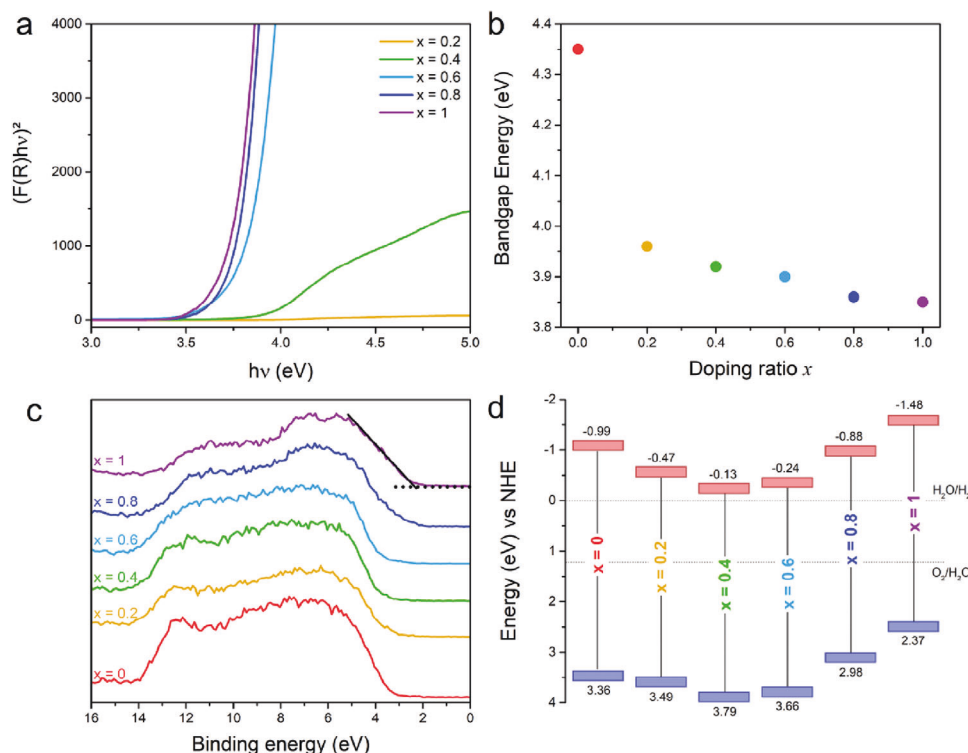 a
4000
3000
2000
1000
0
3.0
3.5
4.0
4.5
5.0
(F(R)hν)²
hν (eV)
x = 0.2
x = 0.4
x = 0.6
x = 0.8
x = 1
b
4.4
4.3
4.2
4.1
4.0
3.9
3.8
0.0
0.2
0.4
0.6
0.8
1.0
Bandgap Energy (eV)
Doping ratio x
c
x = 1
x = 0.8
x = 0.6
x = 0.4
x = 0.2
x = 0
16
14
12
10
8
6
4
2
0
Binding energy (eV)
d
-2
-1
0
1
2
3
4
Energy (eV) vs NHE
-0.99
-0.47
-0.13
-0.24
-0.88
-1.48
H₂O/H₂
O₂/H₂O
x = 0
x = 0.2
x = 0.4
x = 0.6
x = 0.8
x = 1
3.36
3.49
3.79
3.66
2.98
2.37